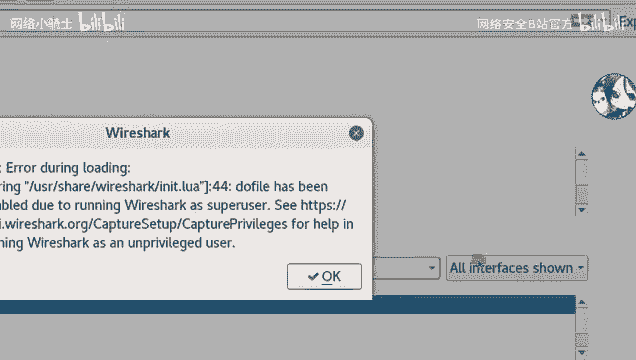 网络小骑士 bilibili
网络安全B站官方 bilibili
Exp
Wireshark
: Error during loading:
ring "/usr/share/wireshark/init.lua"]:44: dofile has been
bled due to running Wireshark as superuser. See https://
i.wireshark.org/CaptureSetup/CapturePrivileges for help in
ning Wireshark as an unprivileged user.
OK
All interfaces shown